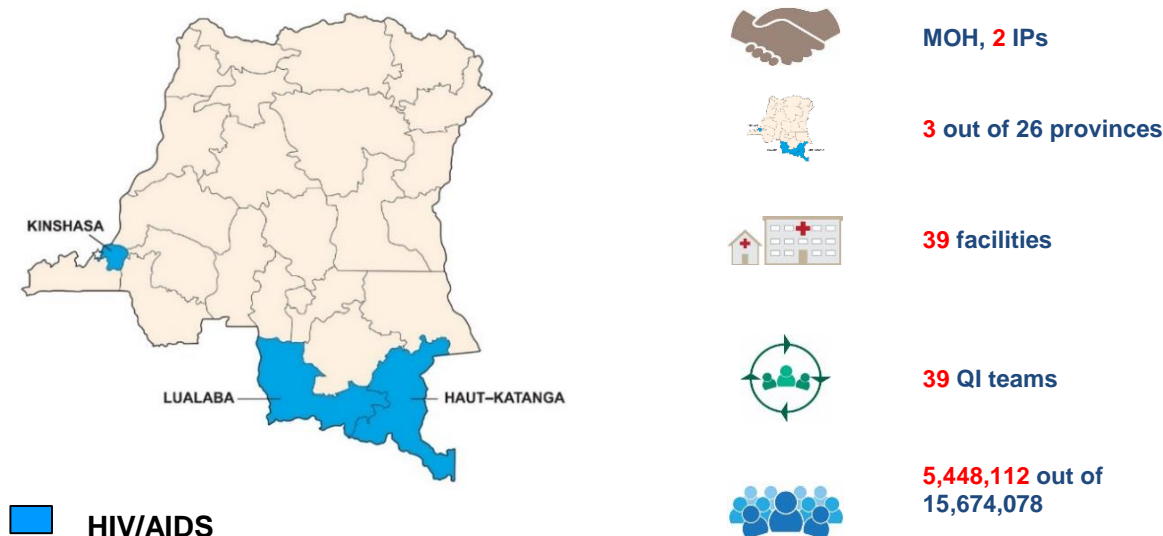 KINSHASA
LUALABA
HAUT–KATANGA
HIV/AIDS
MOH, 2 IPs
3 out of 26 provinces
39 facilities
39 QI teams
5,448,112 out of
15,674,078